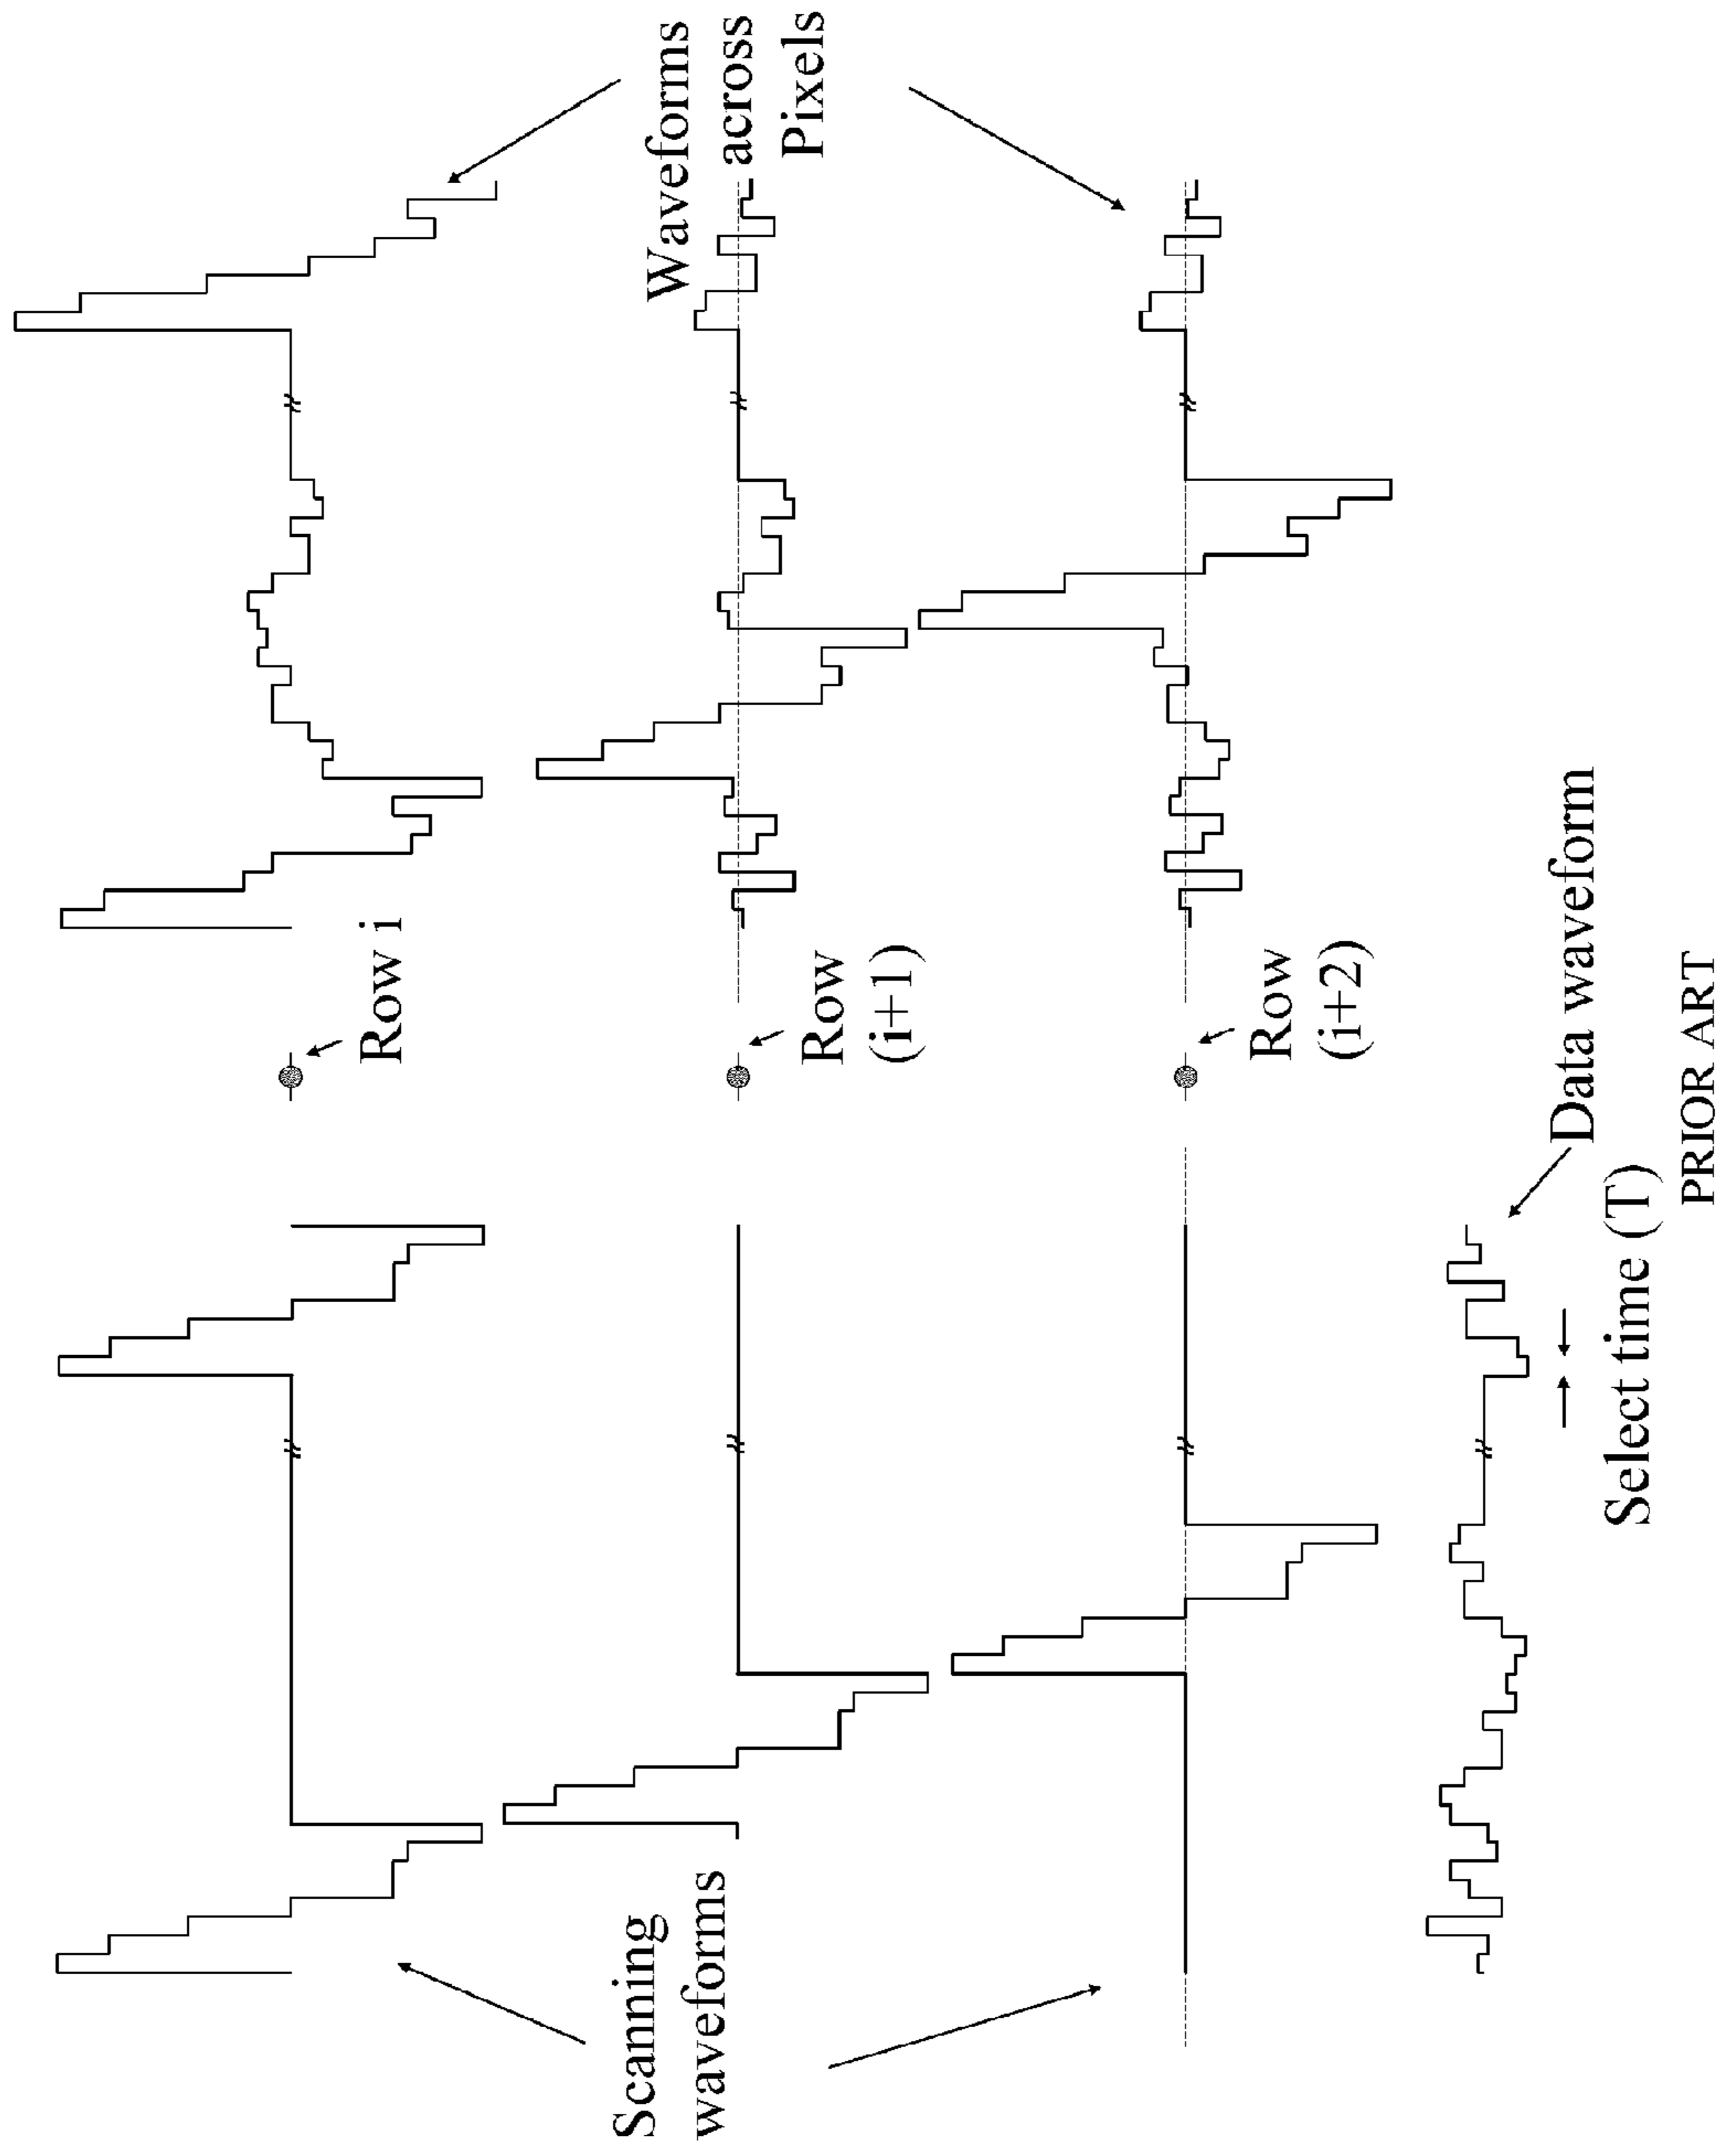 Waveforms
across
Pixels
Row i
Row
(i+1)
Row
(i+2)
Scanning
waveforms
Data waveform
Select time (T)
PRIOR ART